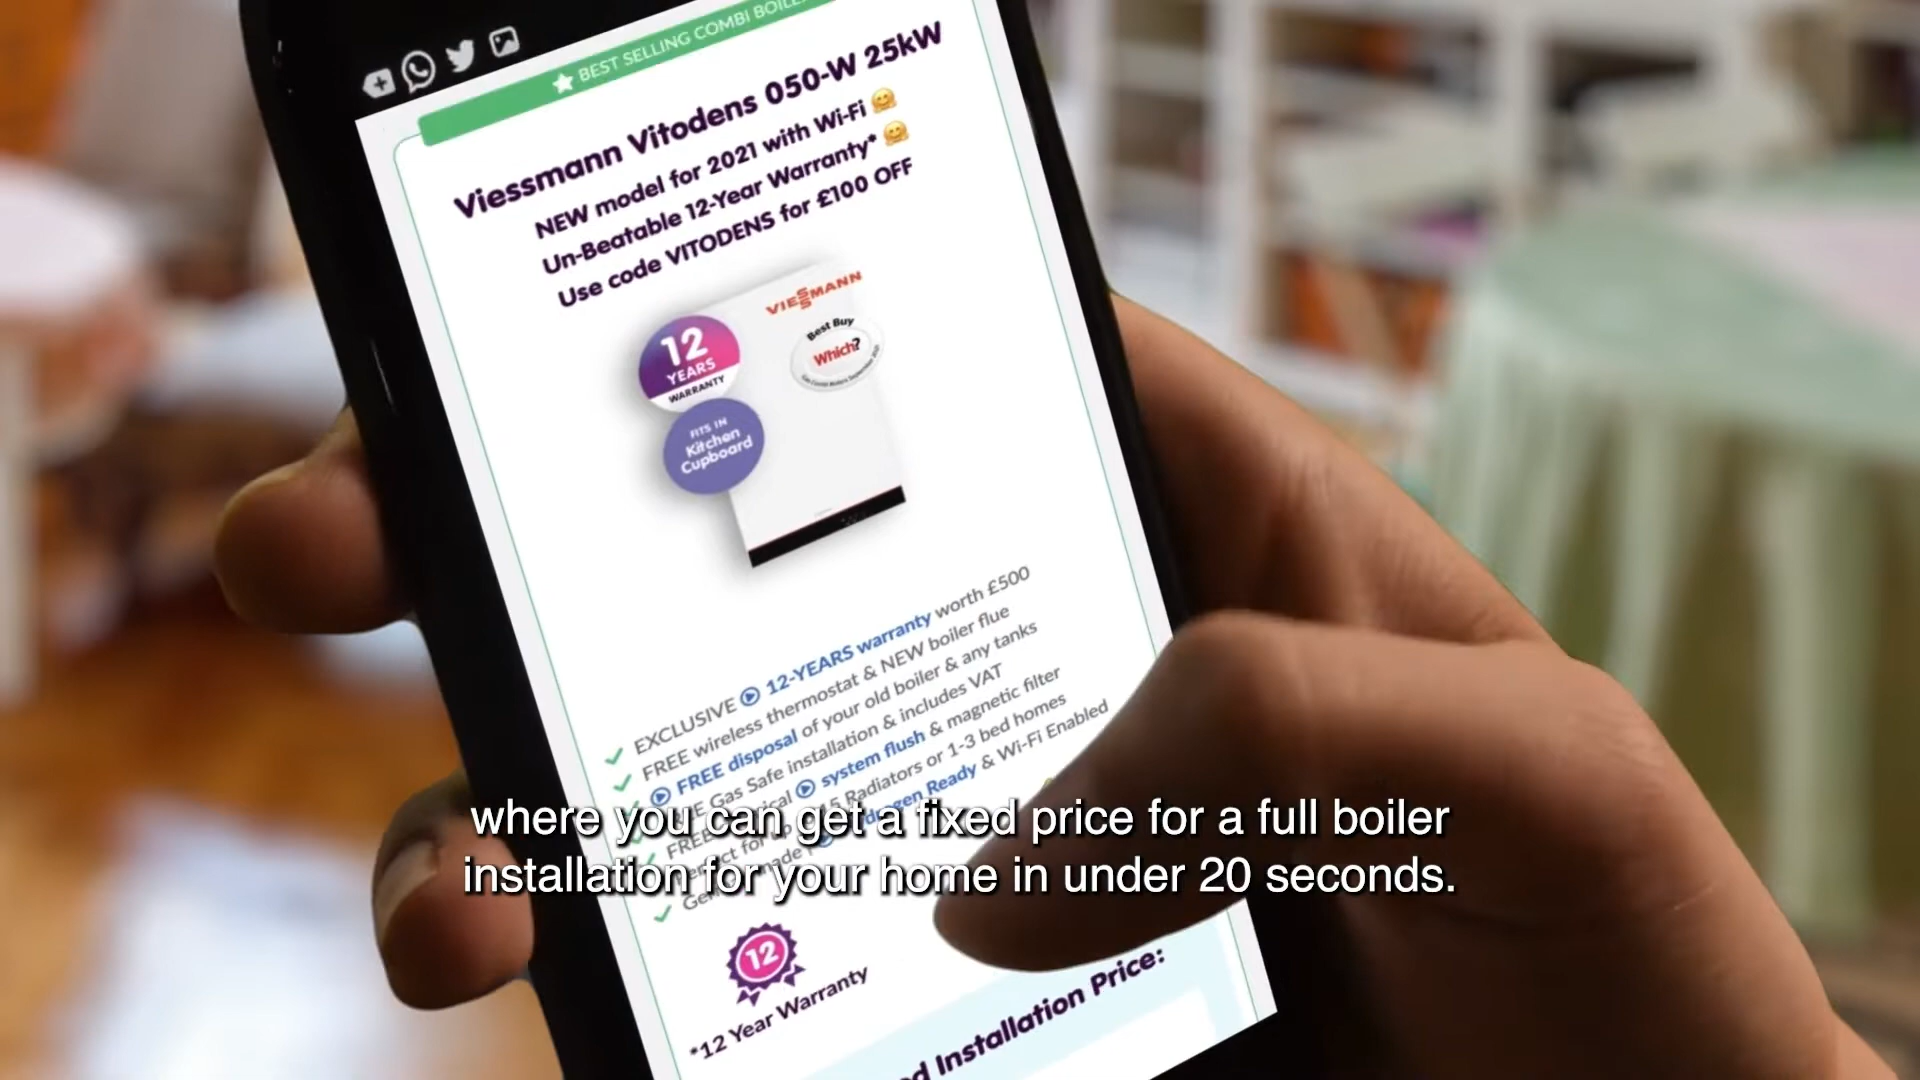 BEST SELLING COMBI BOILER
Viessmann Vitodens 050-W 25kW
NEW model for 2021 with Wi-Fi 🤗
Un-Beatable 12-Year Warranty* 🤗
Use code VITODENS for £100 OFF
VIESSMANN
12
YEARS
WARRANTY
Best Buy
Which?
FITS IN
Kitchen
Cupboard
EXCLUSIVE 12-YEARS warranty worth £500
FREE wireless thermostat & NEW boiler flue
FREE disposal of your old boiler & any tanks
Gas Safe installation & includes VAT
system flush & magnetic filter
Radiators or 1-3 bed homes
made Ready & Wi-Fi Enabled
where you can get a fixed price for a full boiler
installation for your home in under 20 seconds.
12
*12 Year Warranty
Installation Price: